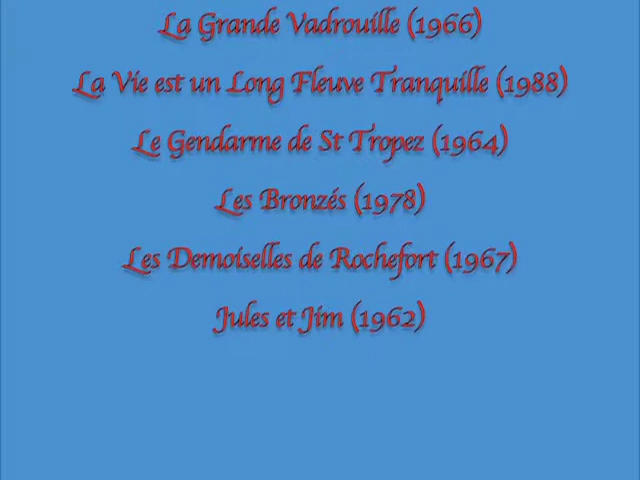 La Grande Vadrouille (1966)
La Vie est un Long Fleuve Tranquille (1988)
Le Gendarme de St Tropez (1964)
Les Bronzés (1978)
Les Demoiselles de Rochefort (1967)
Jules et Jim (1962)